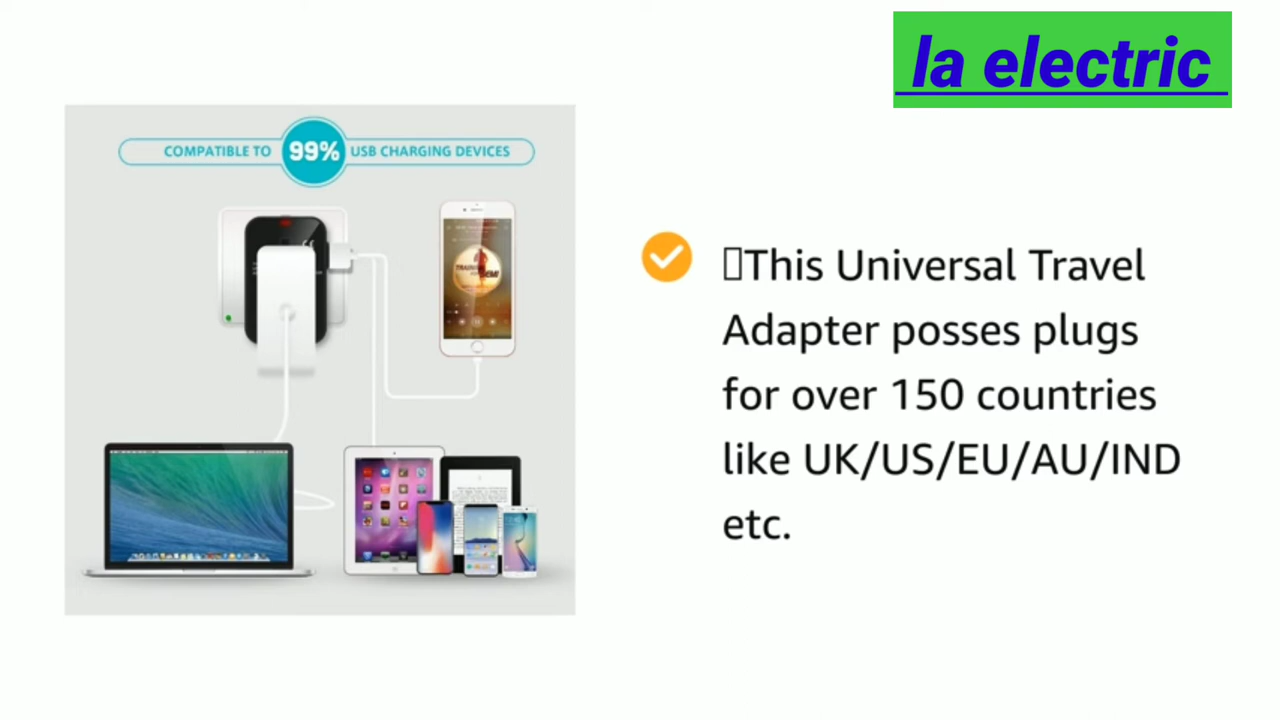 la electric
COMPATIBLE TO 99% USB CHARGING DEVICES
This Universal Travel
Adapter posses plugs
for over 150 countries
like UK/US/EU/AU/IND
etc.